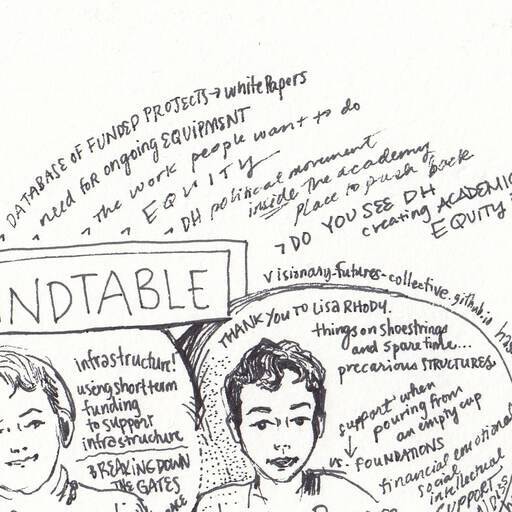 DATABASE OF FUNDED PROJECTS → white Papers
need for ongoing EQUIPMENT
the work people want to do
EQUITY
DH political movement
inside the academy
place to push back
DO YOU SEE DH
creating ACADEMIC
EQUITY
visionary-futures-collective.github.io
NDTABLE
infrastructure!
using short term
funding
to support
infrastructure
BREAKING DOWN
THE GATES
THANK YOU TO LISA RHODY.
things on shoestrings
and spare time...
precarious STRUCTURES.
support when
pouring from
an empty cup
vs. FOUNDATIONS
financial emotional
social
intellectual
SUPPORTS